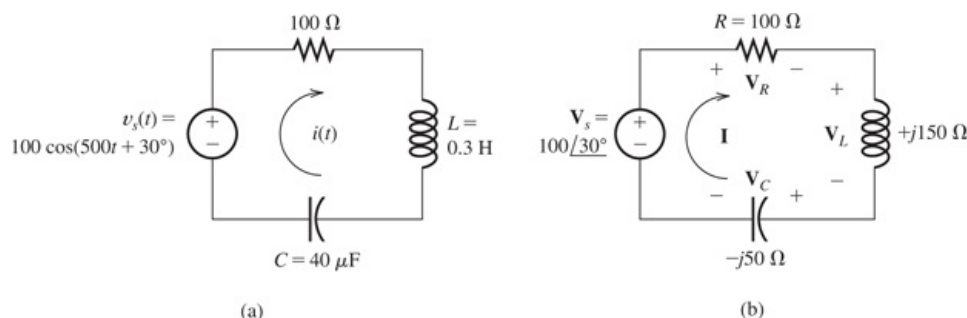 100 Ω
v_s(t) =
100 cos(500t + 30°)
+
−
i(t)
L =
0.3 H
C = 40 μF
(a)
R = 100 Ω
+ −
V_R
V_s =
100∠30°
+
−
I
+
V_L
−
+j150 Ω
V_C
− +
−j50 Ω
(b)